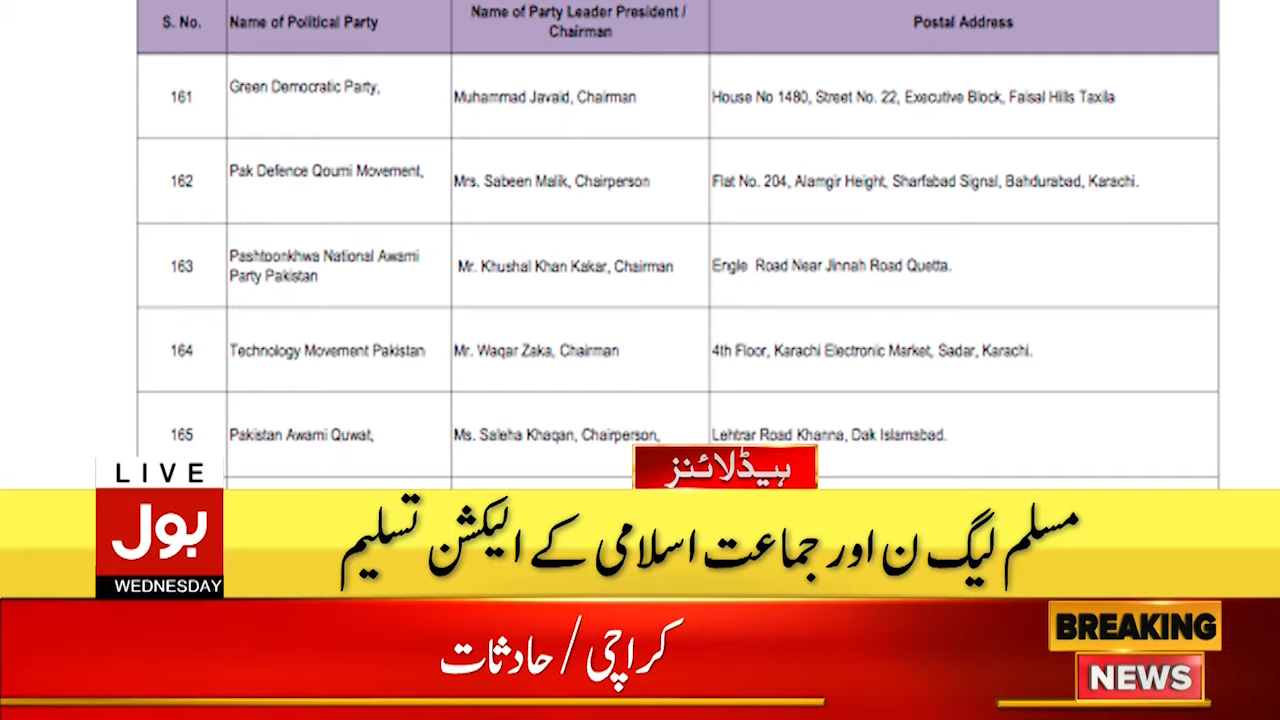 S. No. Name of Political Party Name of Party Leader President / Chairman Postal Address
161 Green Democratic Party, Muhammad Javaid, Chairman House No 1480, Street No. 22, Executive Block, Faisal Hills Taxila
162 Pak Defence Qoumi Movement, Mrs. Sabeen Malik, Chairperson Flat No. 204, Alamgir Height, Sharfabad Signal, Bahdurabad, Karachi.
163 Pashtoonkhwa National Awami Party Pakistan Mr. Khushal Khan Kakar, Chairman Engle Road Near Jinnah Road Quetta.
164 Technology Movement Pakistan Mr. Waqar Zaka, Chairman 4th Floor, Karachi Electronic Market, Sadar, Karachi.
165 Pakistan Awami Quwat, Ms. Saleha Khaqan, Chairperson, Lehtrar Road Khanna, Dak Islamabad.
LIVE
ہیڈلائنز
بول
WEDNESDAY
مسلم لیگ ن اور جماعت اسلامی کے الیکشن تسلیم
کراچی / حادثات
BREAKING
NEWS